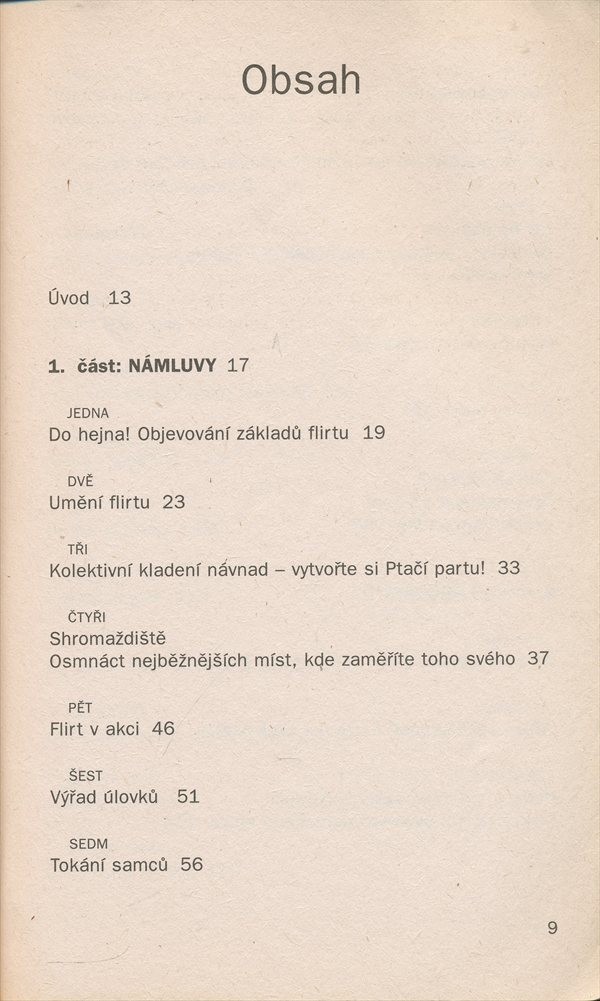 Obsah
Úvod 13
1. část: NÁMLUVY 17
JEDNA
Do hejna! Objevování základů flirtu 19
DVĚ
Umění flirtu 23
TŘI
Kolektivní kladení návnad – vytvořte si Ptačí partu! 33
ČTYŘI
Shromaždiště
Osmnáct nejběžnějších míst, kde zaměříte toho svého 37
PĚT
Flirt v akci 46
ŠEST
Výřad úlovků 51
SEDM
Tokání samců 56
9